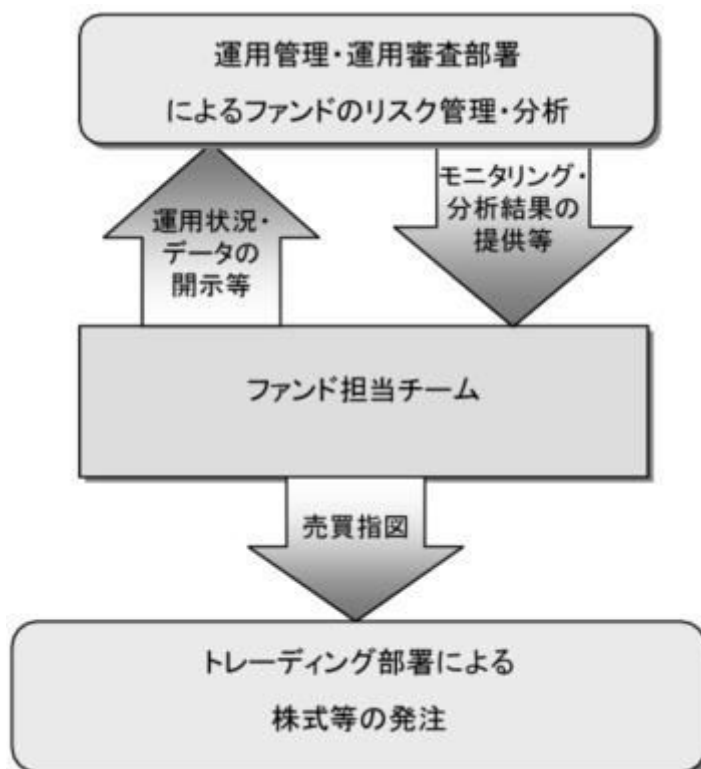 運用管理・運用審査部署
によるファンドのリスク管理・分析
運用状況・
データの
開示等
モニタリング・
分析結果の
提供等
ファンド担当チーム
売買指図
トレーディング部署による
株式等の発注